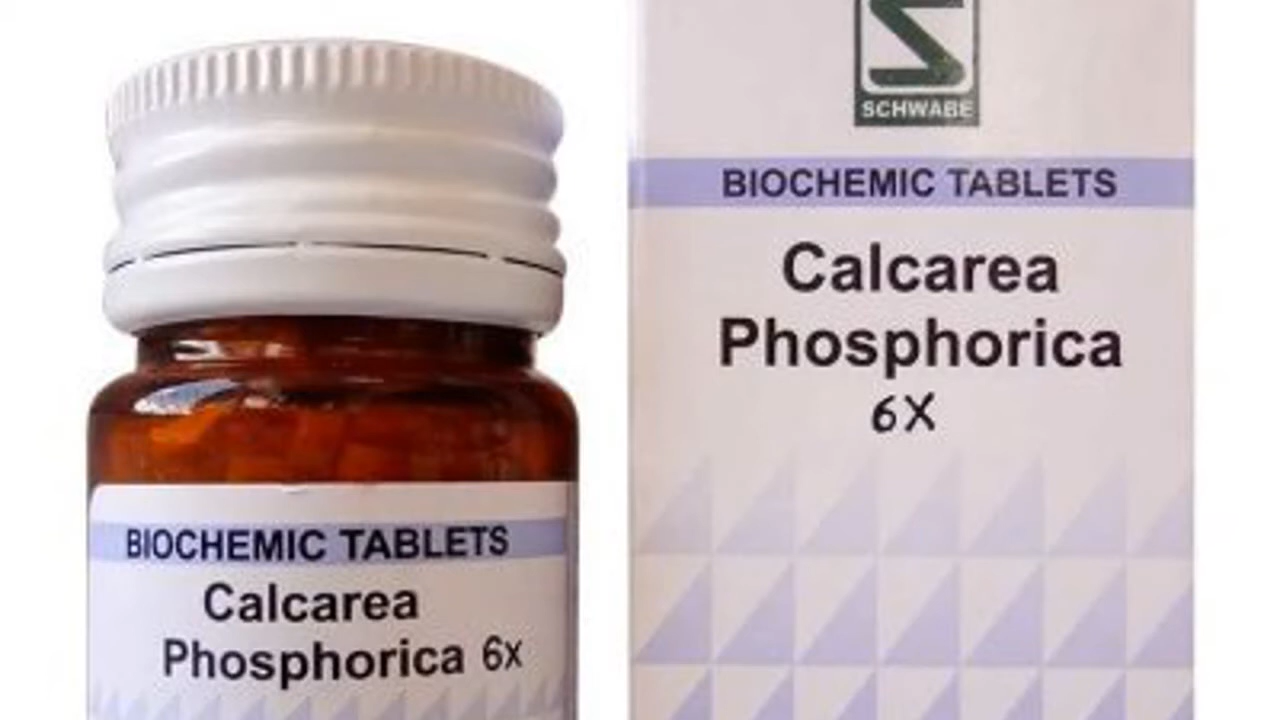 BIOCHEMIC TABLETS
Calcarea
Phosphorica 6x
SCHWABE
BIOCHEMIC TABLETS
Calcarea
Phosphorica
6X